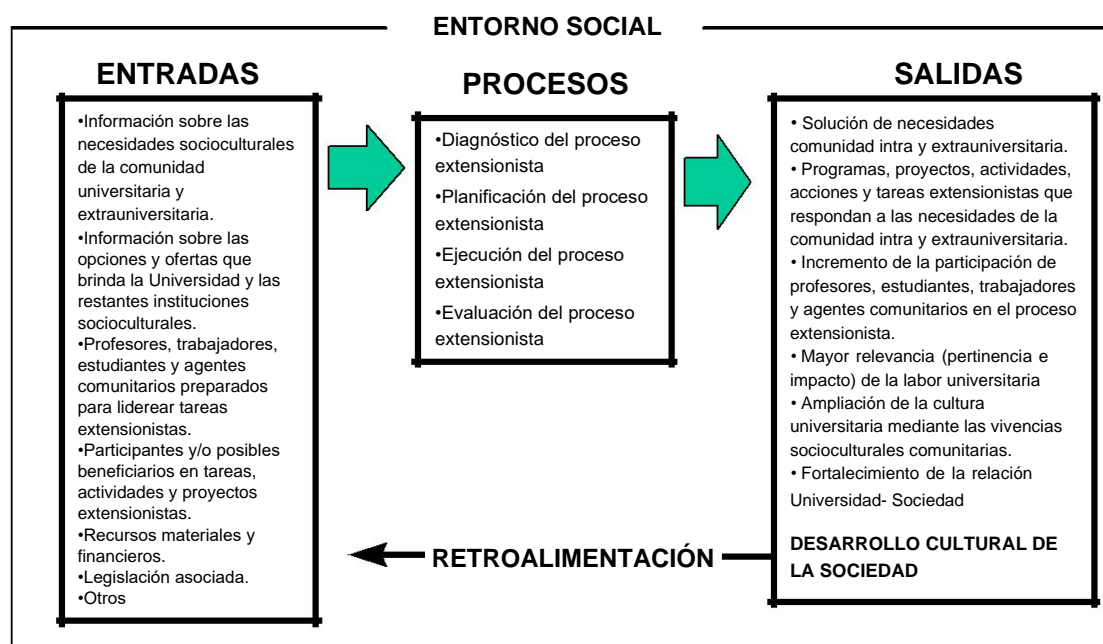 ENTORNO SOCIAL
ENTRADAS
•Información sobre las
necesidades socioculturales
de la comunidad
universitaria y
extrauniversitaria.
•Información sobre las
opciones y ofertas que
brinda la Universidad y las
restantes instituciones
socioculturales.
•Profesores, trabajadores,
estudiantes y agentes
comunitarios preparados
para liderear tareas
extensionistas.
•Participantes y/o posibles
beneficiarios en tareas,
actividades y proyectos
extensionistas.
•Recursos materiales y
financieros.
•Legislación asociada.
•Otros
PROCESOS
•Diagnóstico del proceso
extensionista
•Planificación del proceso
extensionista
•Ejecución del proceso
extensionista
•Evaluación del proceso
extensionista
SALIDAS
• Solución de necesidades
comunidad intra y extrauniversitaria.
• Programas, proyectos, actividades,
acciones y tareas extensionistas que
respondan a las necesidades de la
comunidad intra y extrauniversitaria.
• Incremento de la participación de
profesores, estudiantes, trabajadores
y agentes comunitarios en el proceso
extensionista.
• Mayor relevancia (pertinencia e
impacto) de la labor universitaria
• Ampliación de la cultura
universitaria mediante las vivencias
socioculturales comunitarias.
• Fortalecimiento de la relación
Universidad- Sociedad
DESARROLLO CULTURAL DE
LA SOCIEDAD
RETROALIMENTACIÓN